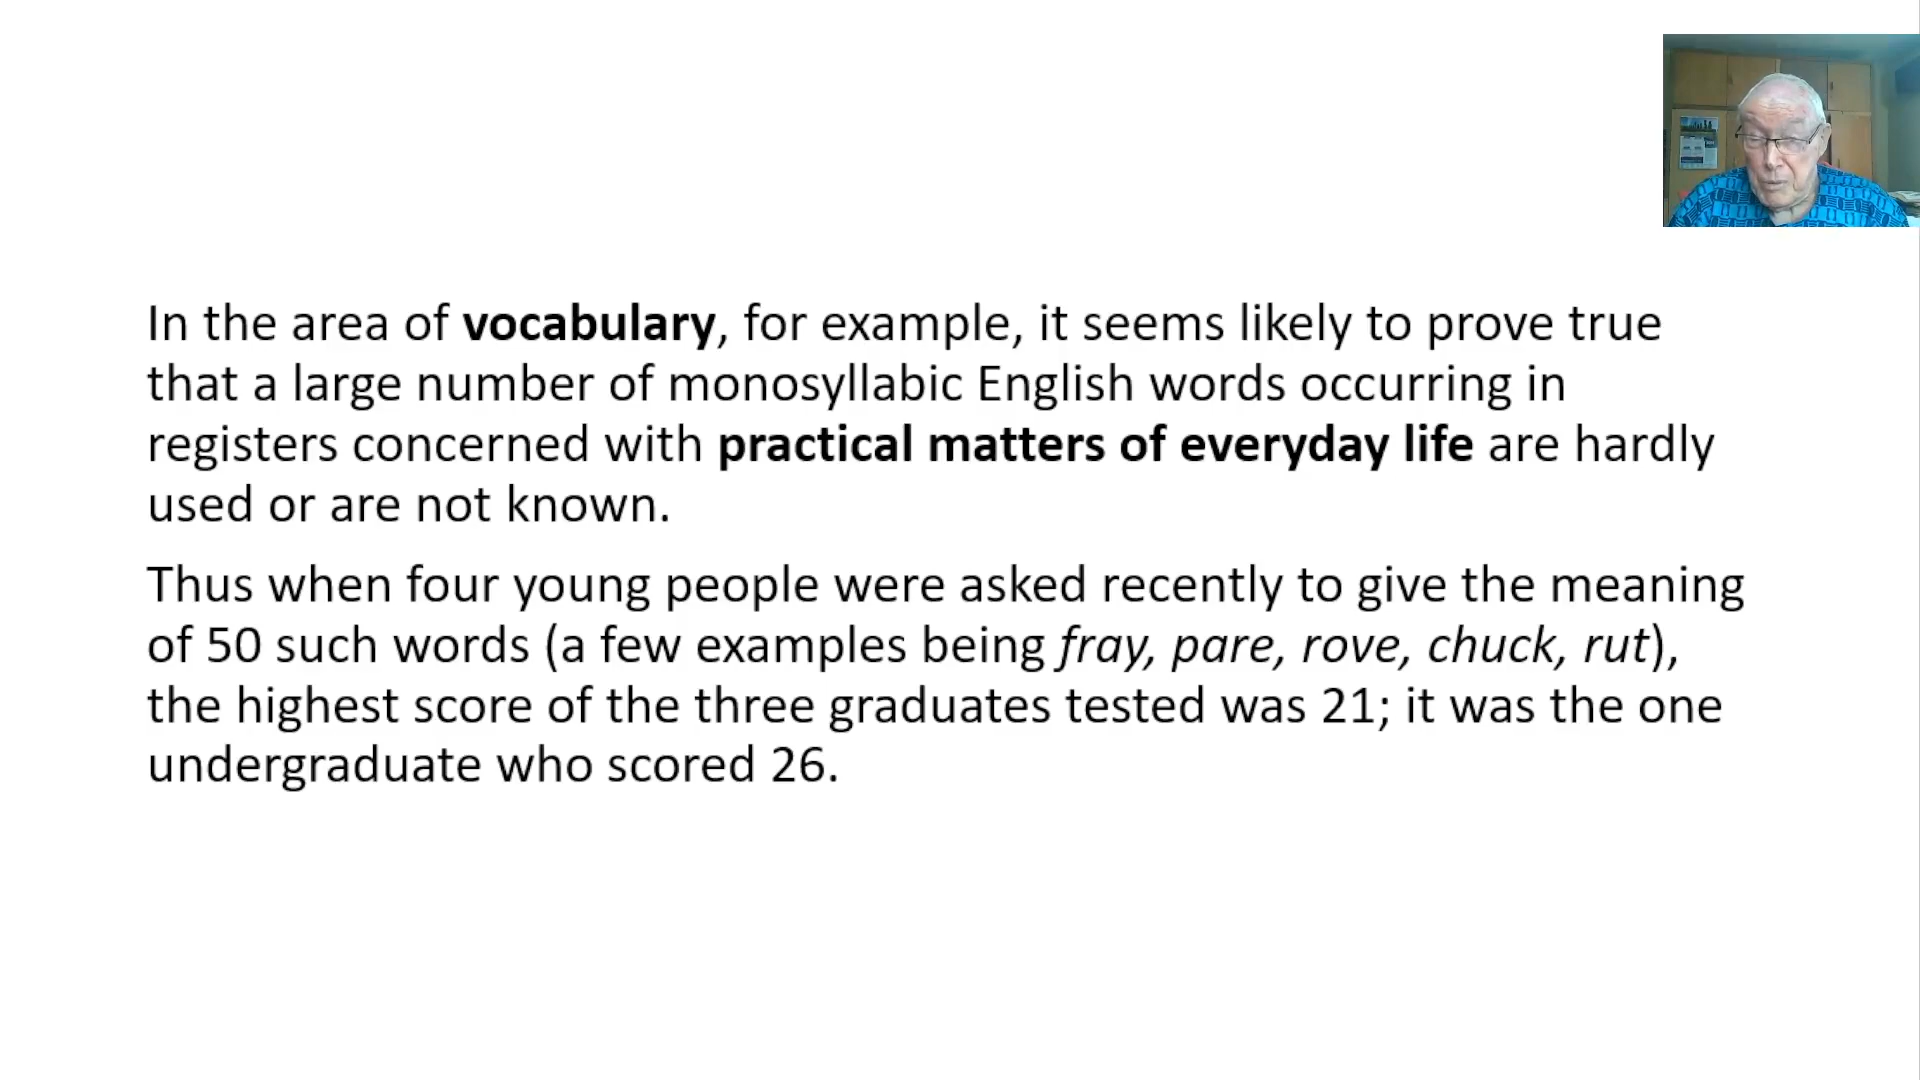 In the area of vocabulary, for example, it seems likely to prove true
that a large number of monosyllabic English words occurring in
registers concerned with practical matters of everyday life are hardly
used or are not known.
Thus when four young people were asked recently to give the meaning
of 50 such words (a few examples being fray, pare, rove, chuck, rut),
the highest score of the three graduates tested was 21; it was the one
undergraduate who scored 26.